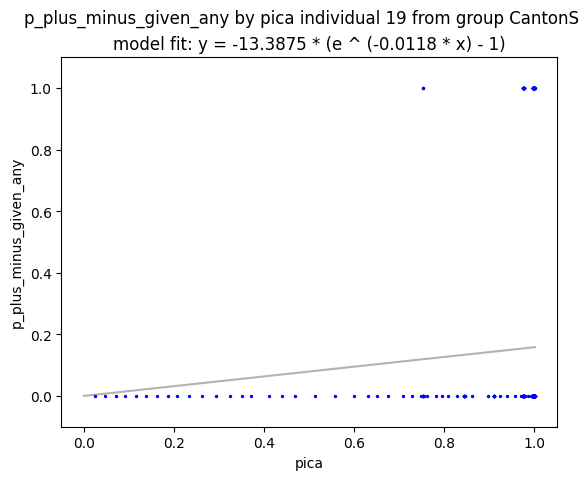 p_plus_minus_given_any by pica individual 19 from group CantonS
model fit: y = -13.3875 * (e ^ (-0.0118 * x) - 1)
1.0
0.8
0.6
0.4
0.2
0.0
p_plus_minus_given_any
0.0 0.2 0.4 0.6 0.8 1.0
pica